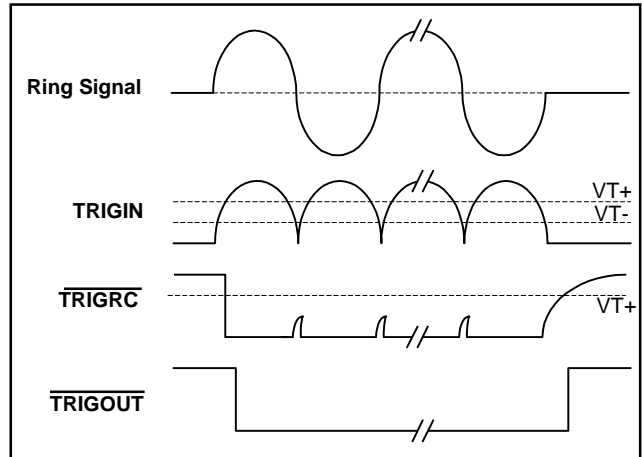 Ring Signal
VT+
TRIGIN
VT-
TRIGRC
VT+
TRIGOUT